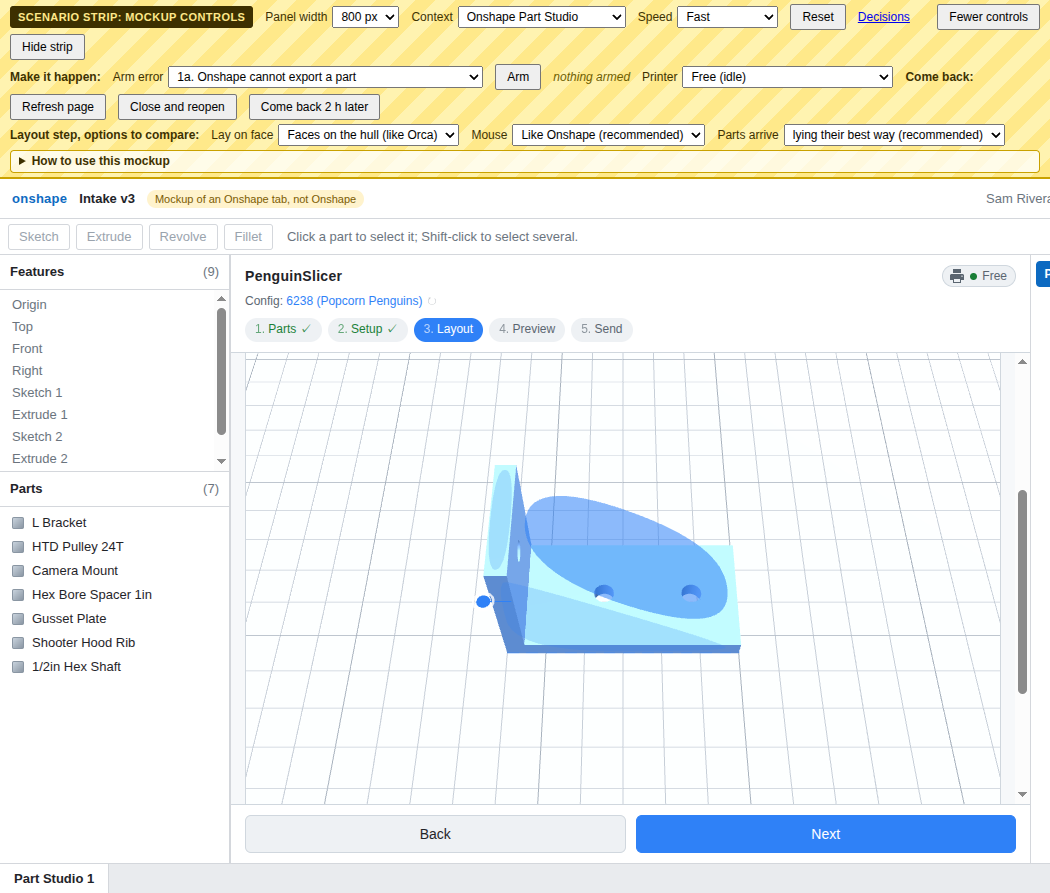 SCENARIO STRIP: MOCKUP CONTROLS Panel width 800 px Context Onshape Part Studio Speed Fast Reset Decisions Fewer controls
Hide strip
Make it happen: Arm error 1a. Onshape cannot export a part Arm nothing armed Printer Free (idle) Come back:
Refresh page Close and reopen Come back 2 h later
Layout step, options to compare: Lay on face Faces on the hull (like Orca) Mouse Like Onshape (recommended) Parts arrive lying their best way (recommended)
How to use this mockup
onshape Intake v3 Mockup of an Onshape tab, not Onshape Sam Rivera
Sketch Extrude Revolve Fillet Click a part to select it; Shift-click to select several.
Features (9)
Origin
Top
Front
Right
Sketch 1
Extrude 1
Sketch 2
Extrude 2
Parts (7)
L Bracket
HTD Pulley 24T
Camera Mount
Hex Bore Spacer 1in
Gusset Plate
Shooter Hood Rib
1/2in Hex Shaft
PenguinSlicer Free
Config: 6238 (Popcorn Penguins)
1. Parts ✓ 2. Setup ✓ 3. Layout 4. Preview 5. Send
Back Next
Part Studio 1